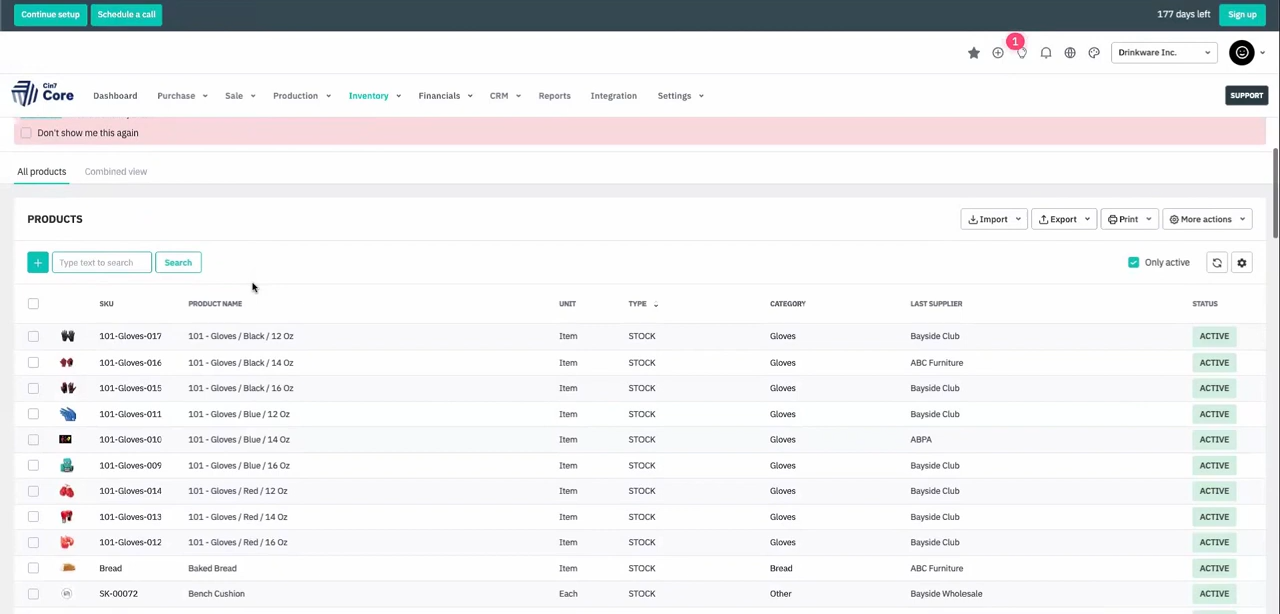 Continue setup Schedule a call 177 days left Sign up
1
Drinkware Inc.
Cin7 Core Dashboard Purchase Sale Production Inventory Financials CRM Reports Integration Settings SUPPORT
Don't show me this again
All products Combined view
PRODUCTS Import Export Print More actions
+ Type text to search Search Only active
SKU PRODUCT NAME UNIT TYPE CATEGORY LAST SUPPLIER STATUS
101-Gloves-017 101 - Gloves / Black / 12 Oz Item STOCK Gloves Bayside Club ACTIVE
101-Gloves-016 101 - Gloves / Black / 14 Oz Item STOCK Gloves ABC Furniture ACTIVE
101-Gloves-015 101 - Gloves / Black / 16 Oz Item STOCK Gloves Bayside Club ACTIVE
101-Gloves-011 101 - Gloves / Blue / 12 Oz Item STOCK Gloves Bayside Club ACTIVE
101-Gloves-010 101 - Gloves / Blue / 14 Oz Item STOCK Gloves ABPA ACTIVE
101-Gloves-009 101 - Gloves / Blue / 16 Oz Item STOCK Gloves Bayside Club ACTIVE
101-Gloves-014 101 - Gloves / Red / 12 Oz Item STOCK Gloves Bayside Club ACTIVE
101-Gloves-013 101 - Gloves / Red / 14 Oz Item STOCK Gloves Bayside Club ACTIVE
101-Gloves-012 101 - Gloves / Red / 16 Oz Item STOCK Gloves Bayside Club ACTIVE
Bread Baked Bread Item STOCK Bread ABC Furniture ACTIVE
SK-00072 Bench Cushion Each STOCK Other Bayside Wholesale ACTIVE